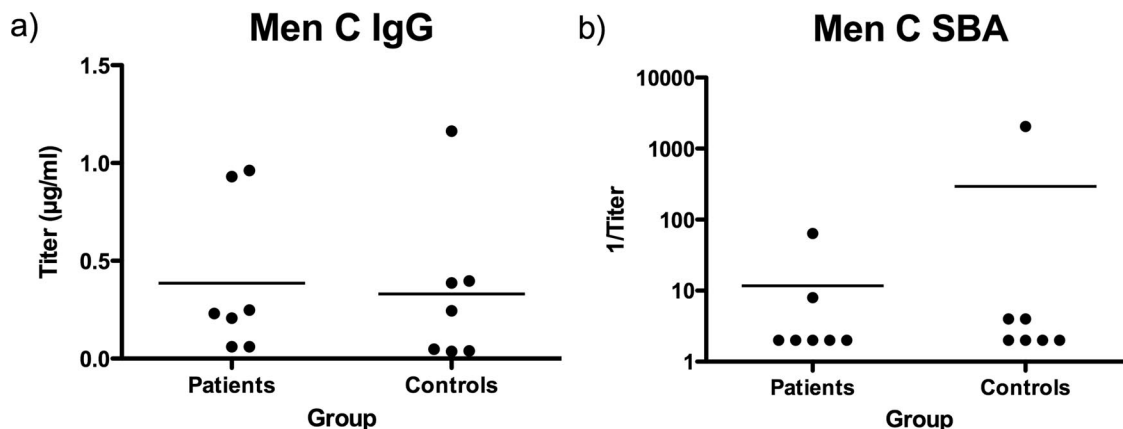 a)
Men C IgG
1.5
1.0
0.5
0.0
Titer (µg/ml)
Patients
Controls
Group
b)
Men C SBA
10000
1000
100
10
1
1/Titer
Patients
Controls
Group